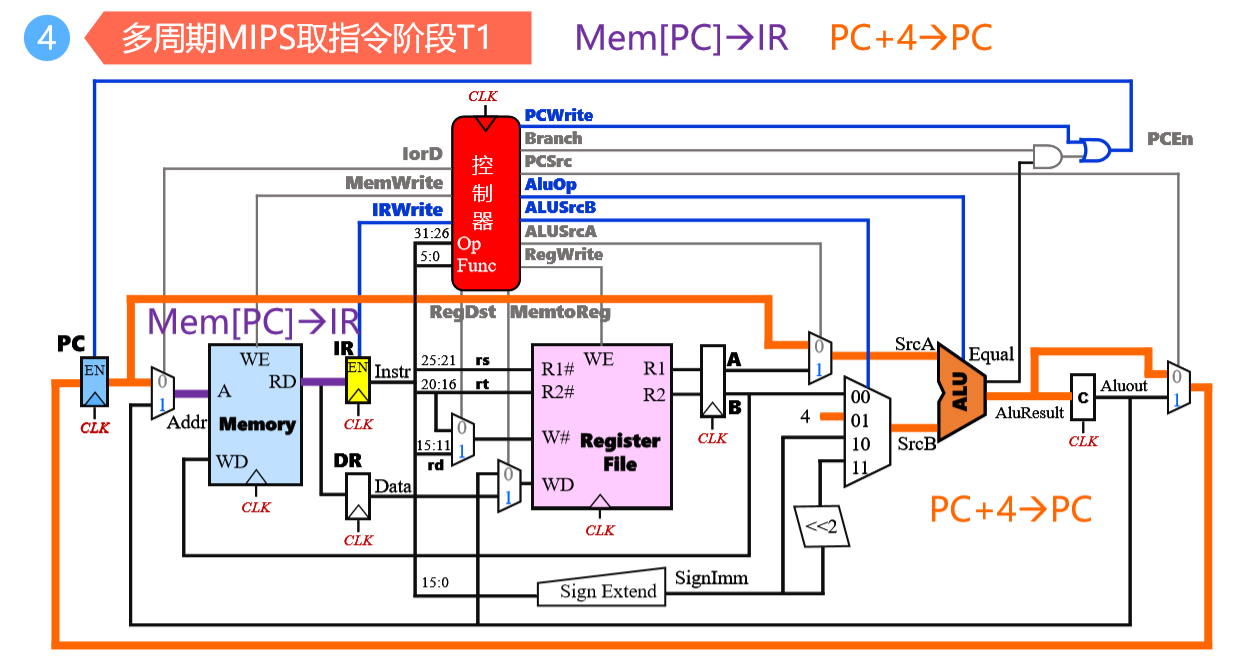 4 多周期MIPS取指令阶段T1 Mem[PC]→IR PC+4→PC
CLK
PCWrite
Branch
PCEn
IorD
PCSrc
控制器
MemWrite
AluOp
IRWrite
ALUSrcB
31:26
ALUSrcA
Op
5:0
RegWrite
Func
RegDst MemtoReg
Mem[PC]→IR
PC
IR
EN
WE
EN
RD
Instr
25:21 rs
R1#
WE
R1
A
0
1
SrcA
Equal
0
1
A
20:16 rt
R2#
R2
B
00
ALU
Aluout
0
1
CLK
Addr
Memory
CLK
0
1
W#
Register
File
CLK
4
01
AluResult
C
15:11
rd
10
SrcB
CLK
WD
DR
11
CLK
Data
0
1
WD
CLK
<<2
PC+4→PC
CLK
15:0
Sign Extend
SignImm